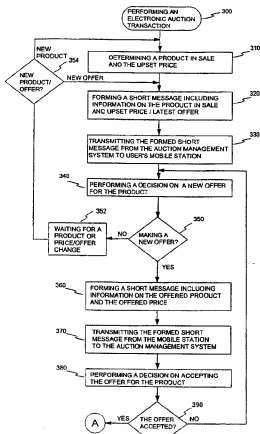 PERFORMING AN
ELECTRONIC AUCTION
TRANSACTION
300
NEW
PRODUCT
354
310
DETERMINING A PRODUCT IN SALE
AND THE UPSET PRICE
NEW
PRODUCT/
OFFER?
NEW OFFER
320
FORMING A SHORT MESSAGE INCLUDING
INFORMATION ON THE PRODUCT IN SALE
AND UPSET PRICE / LATEST OFFER
330
TRANSMITTING THE FORMED SHORT
MESSAGE FROM THE AUCTION MANAGEMENT
SYSTEM TO USER'S MOBILE STATION
340
PERFORMING A DECISION ON A NEW OFFER
FOR THE PRODUCT
352
350
WAITING FOR A
PRODUCT OR
PRICE/OFFER
CHANGE
NO
MAKING A
NEW OFFER?
YES
360
FORMING A SHORT MESSAGE INCLUDING
INFORMATION ON THE OFFERED PRODUCT
AND THE OFFERED PRICE
370
TRANSMITTING THE FORMED SHORT
MESSAGE FROM THE MOBILE STATION
TO THE AUCTION MANAGEMENT SYSTEM
380
PERFORMING A DECISION ON ACCEPTING
THE OFFER FOR THE PRODUCT
390
A
YES
THE OFFER
ACCEPTED?
NO